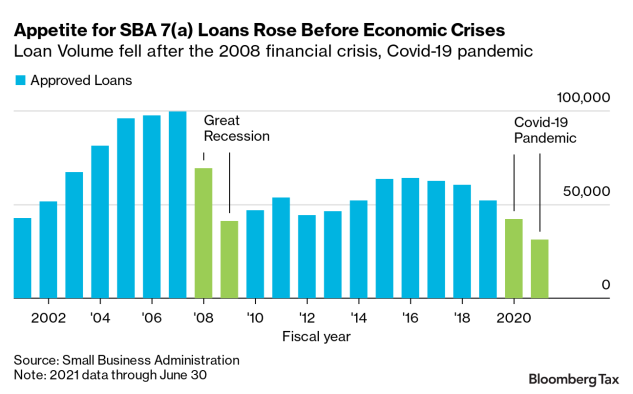 Appetite for SBA 7(a) Loans Rose Before Economic Crises
Loan Volume fell after the 2008 financial crisis, Covid-19 pandemic
Approved Loans
100,000
Great
Recession
Covid-19
Pandemic
50,000
0
2002 '04 '06 '08 '10 '12 '14 '16 '18 2020
Fiscal year
Source: Small Business Administration
Note: 2021 data through June 30
Bloomberg Tax